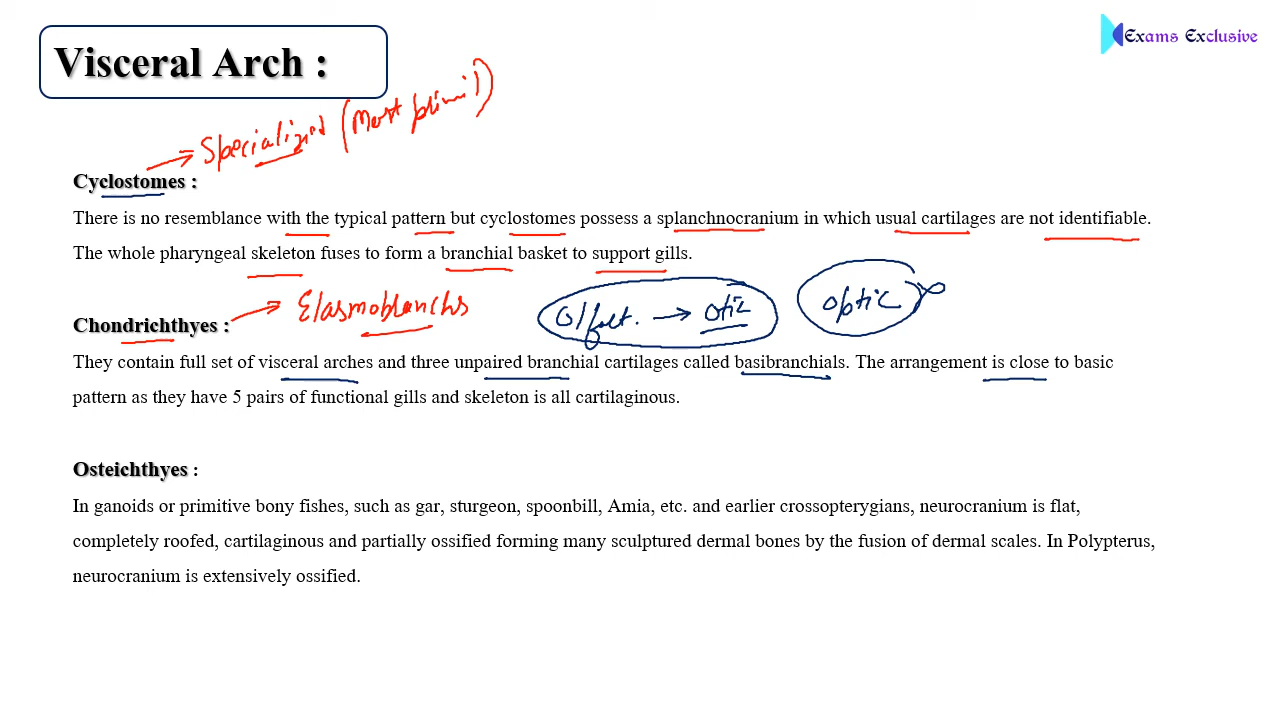 Exams Exclusive
Visceral Arch :
Specialized (Most primi)
Cyclostomes :
There is no resemblance with the typical pattern but cyclostomes possess a splanchnocranium in which usual cartilages are not identifiable.
The whole pharyngeal skeleton fuses to form a branchial basket to support gills.
Elasmobranchs
Olfact. → otic
optic
Chondrichthyes :
They contain full set of visceral arches and three unpaired branchial cartilages called basibranchials. The arrangement is close to basic
pattern as they have 5 pairs of functional gills and skeleton is all cartilaginous.
Osteichthyes :
In ganoids or primitive bony fishes, such as gar, sturgeon, spoonbill, Amia, etc. and earlier crossopterygians, neurocranium is flat,
completely roofed, cartilaginous and partially ossified forming many sculptured dermal bones by the fusion of dermal scales. In Polypterus,
neurocranium is extensively ossified.